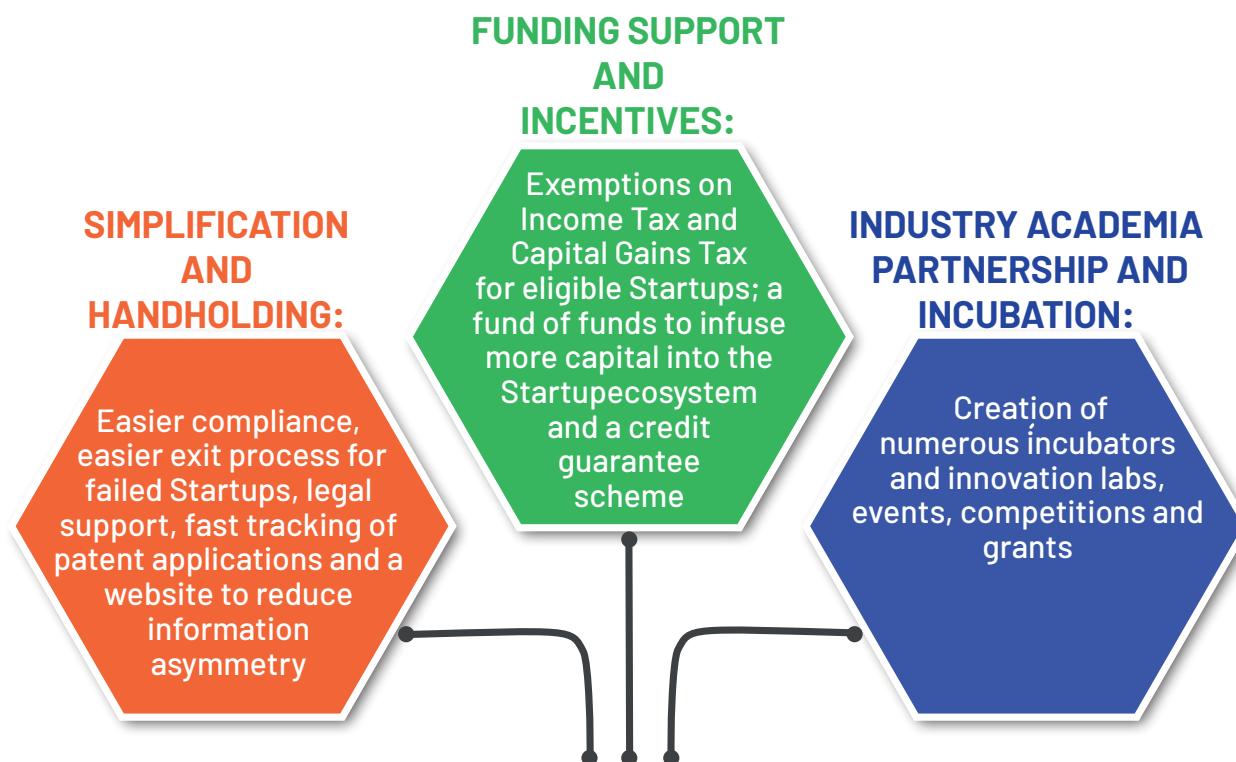 FUNDING SUPPORT
AND
INCENTIVES:
Exemptions on
Income Tax and
Capital Gains Tax
for eligible Startups; a
fund of funds to infuse
more capital into the
Startupecosystem
and a credit
guarantee
scheme
SIMPLIFICATION
AND
HANDHOLDING:
Easier compliance,
easier exit process for
failed Startups, legal
support, fast tracking of
patent applications and a
website to reduce
information
asymmetry
INDUSTRY ACADEMIA
PARTNERSHIP AND
INCUBATION:
Creation of
numerous incubators
and innovation labs,
events, competitions and
grants